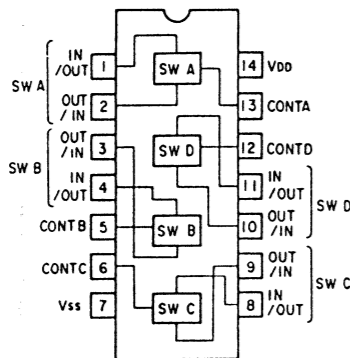 IN
/OUT
1
SW A
14
VDD
SW A
OUT
/IN
2
13
CONTA
OUT
/IN
3
SW D
12
CONTD
SW B
IN
/OUT
4
11
IN
/OUT
SW D
CONTB
5
SW B
10
OUT
/IN
CONTC
6
9
OUT
/IN
SW C
VSS
7
SW C
8
IN
/OUT